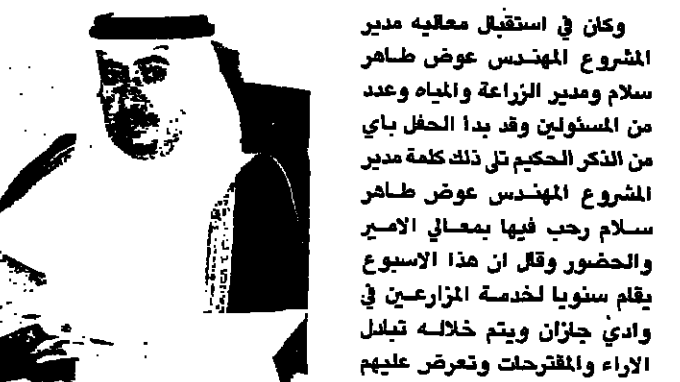 وكان في استقبال معاليه مدير
المشروع المهندس عوض طاهر
سلام ومدير الزراعة والمياه وعدد
من المسئولين وقد بدأ الحفل باي
من الذكر الحكيم تلى ذلك كلمة مدير
المشروع المهندس عوض طاهر
سلام رحب فيها بمعالي الامير
والحضور وقال ان هذا الاسبوع
يقام سنويا لخدمة المزارعين في
وادي جازان ويتم خلاله تبادل
الاراء والمقترحات وتعرض عليهم